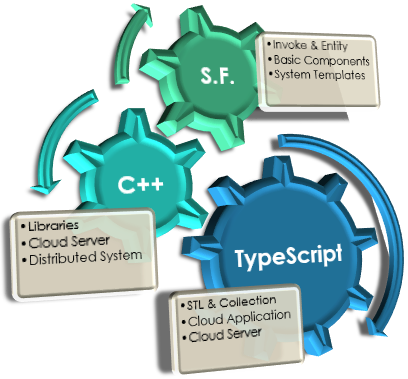 S.F.
• Invoke & Entity
• Basic Components
• System Templates
C++
• Libraries
• Cloud Server
• Distributed System
TypeScript
• STL & Collection
• Cloud Application
• Cloud Server